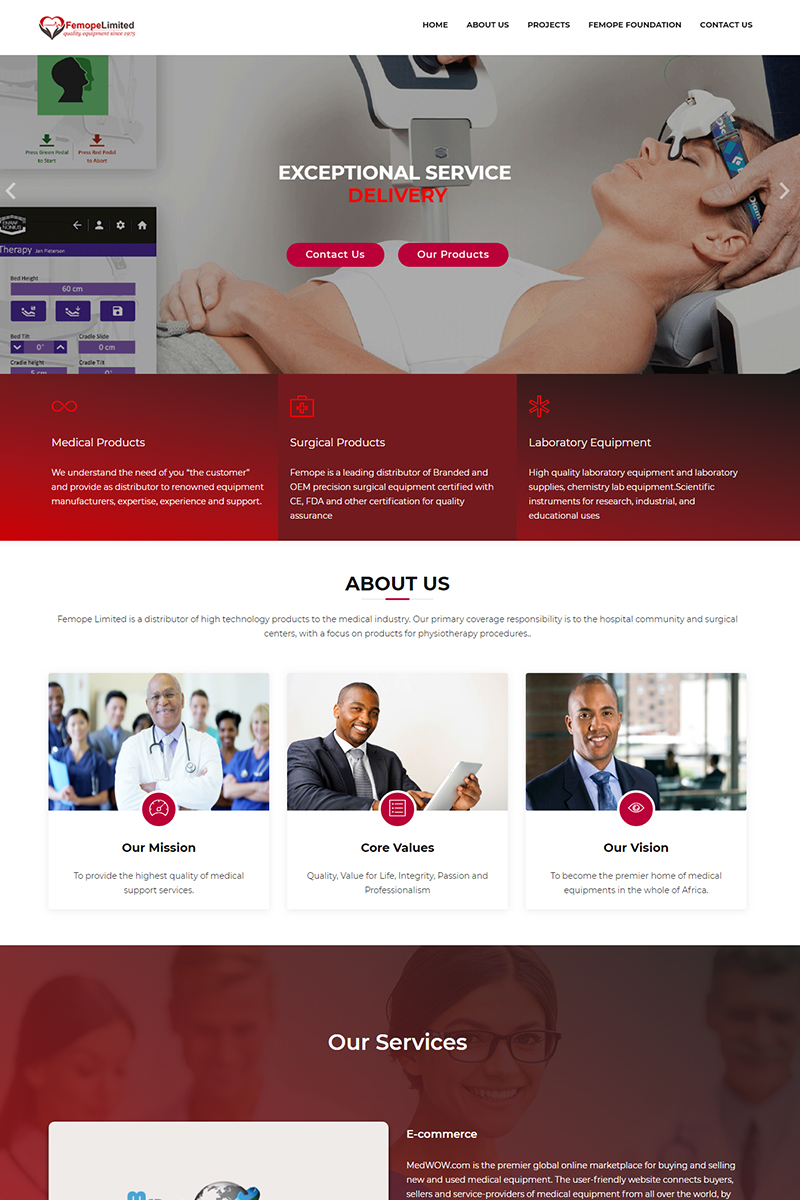 FemopeLimited
quality equipment since 1975
HOME ABOUT US PROJECTS FEMOPE FOUNDATION CONTACT US
Press Green Pedal to Start
Press Red Pedal to Abort
EXCEPTIONAL SERVICE
DELIVERY
Contact Us Our Products
ENRAF NONIUS
Therapy Jan Pieterson
Bed Height
60 cm
Bed Tilt Cradle Slide
0° 0 cm
Cradle height Cradle Tilt
5 cm 0°
Medical Products
We understand the need of you “the customer”
and provide as distributor to renowned equipment
manufacturers, expertise, experience and support.
Surgical Products
Femope is a leading distributor of Branded and
OEM precision surgical equipment certified with
CE, FDA and other certification for quality
assurance
Laboratory Equipment
High quality laboratory equipment and laboratory
supplies, chemistry lab equipment.Scientific
instruments for research, industrial, and
educational uses
ABOUT US
Femope Limited is a distributor of high technology products to the medical industry. Our primary coverage responsibility is to the hospital community and surgical
centers, with a focus on products for physiotherapy procedures..
Our Mission
To provide the highest quality of medical
support services.
Core Values
Quality, Value for Life, Integrity, Passion and
Professionalism
Our Vision
To become the premier home of medical
equipments in the whole of Africa.
Our Services
E-commerce
MedWOW.com is the premier global online marketplace for buying and selling
new and used medical equipment. The user-friendly website connects buyers,
sellers and service-providers of medical equipment from all over the world, by